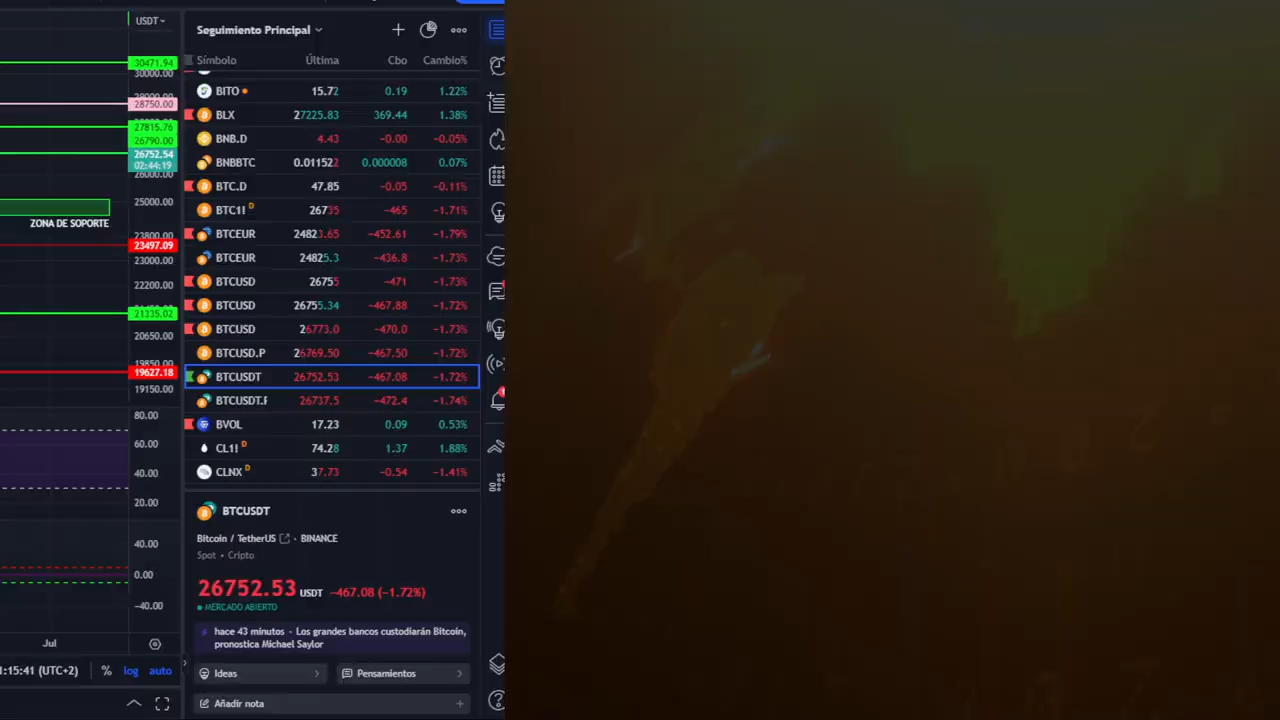 USDT
30471.94
30000.00
28750.00
27815.76
26790.00
26752.54
02:44:19
26000.00
25000.00
ZONA DE SOPORTE
23800.00
23497.09
23000.00
22200.00
21335.02
20650.00
19850.00
19627.18
19150.00
80.00
60.00
40.00
20.00
40.00
0.00
−40.00
Jul
1:15:41 (UTC+2) % log auto
Seguimiento Principal
Símbolo Última Cbo Cambio%
BITO 15.72 0.19 1.22%
BLX 27225.83 369.44 1.38%
BNB.D 4.43 −0.00 −0.05%
BNBBTC 0.011522 0.000008 0.07%
BTC.D 47.85 −0.05 −0.11%
BTC1! D 26735 −465 −1.71%
BTCEUR 24823.65 −452.61 −1.79%
BTCEUR 24825.3 −436.8 −1.73%
BTCUSD 26755 −471 −1.73%
BTCUSD 26755.34 −467.88 −1.72%
BTCUSD 26773.0 −470.0 −1.73%
BTCUSD.P 26769.50 −467.50 −1.72%
BTCUSDT 26752.53 −467.08 −1.72%
BTCUSDT.F 26737.5 −472.4 −1.74%
BVOL 17.23 0.09 0.53%
CL1! D 74.28 1.37 1.88%
CLNX D 37.73 −0.54 −1.41%
BTCUSDT
Bitcoin / TetherUS • BINANCE
Spot • Cripto
26752.53 USDT −467.08 (−1.72%)
MERCADO ABIERTO
hace 43 minutos - Los grandes bancos custodiarán Bitcoin,
pronostica Michael Saylor
Ideas Pensamientos
Añadir nota